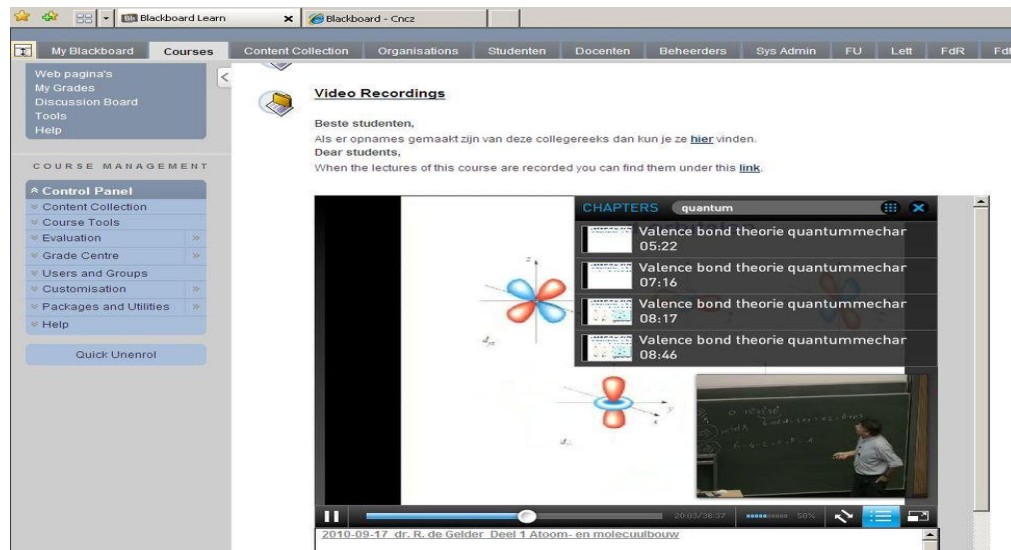 Blackboard Learn
Blackboard - Cncz
My Blackboard Courses Content Collection Organisations Studenten Docenten Beheerders Sys Admin FU Lett FdR
Web pagina's
My Grades
Discussion Board
Tools
Help
COURSE MANAGEMENT
Control Panel
Content Collection
Course Tools
Evaluation
Grade Centre
Users and Groups
Customisation
Packages and Utilities
Help
Quick Unenrol
Video Recordings
Beste studenten,
Als er opnames gemaakt zijn van deze collegereeks dan kun je ze hier vinden.
Dear students,
When the lectures of this course are recorded you can find them under this link.
CHAPTERS quantum
Valence bond theorie quantummechar
05:22
Valence bond theorie quantummechar
07:16
Valence bond theorie quantummechar
08:17
Valence bond theorie quantummechar
08:46
z
y
x
20:03/36:37 50%
2010-09-17 dr. R. de Gelder Deel 1 Atoom- en molecuulbouw